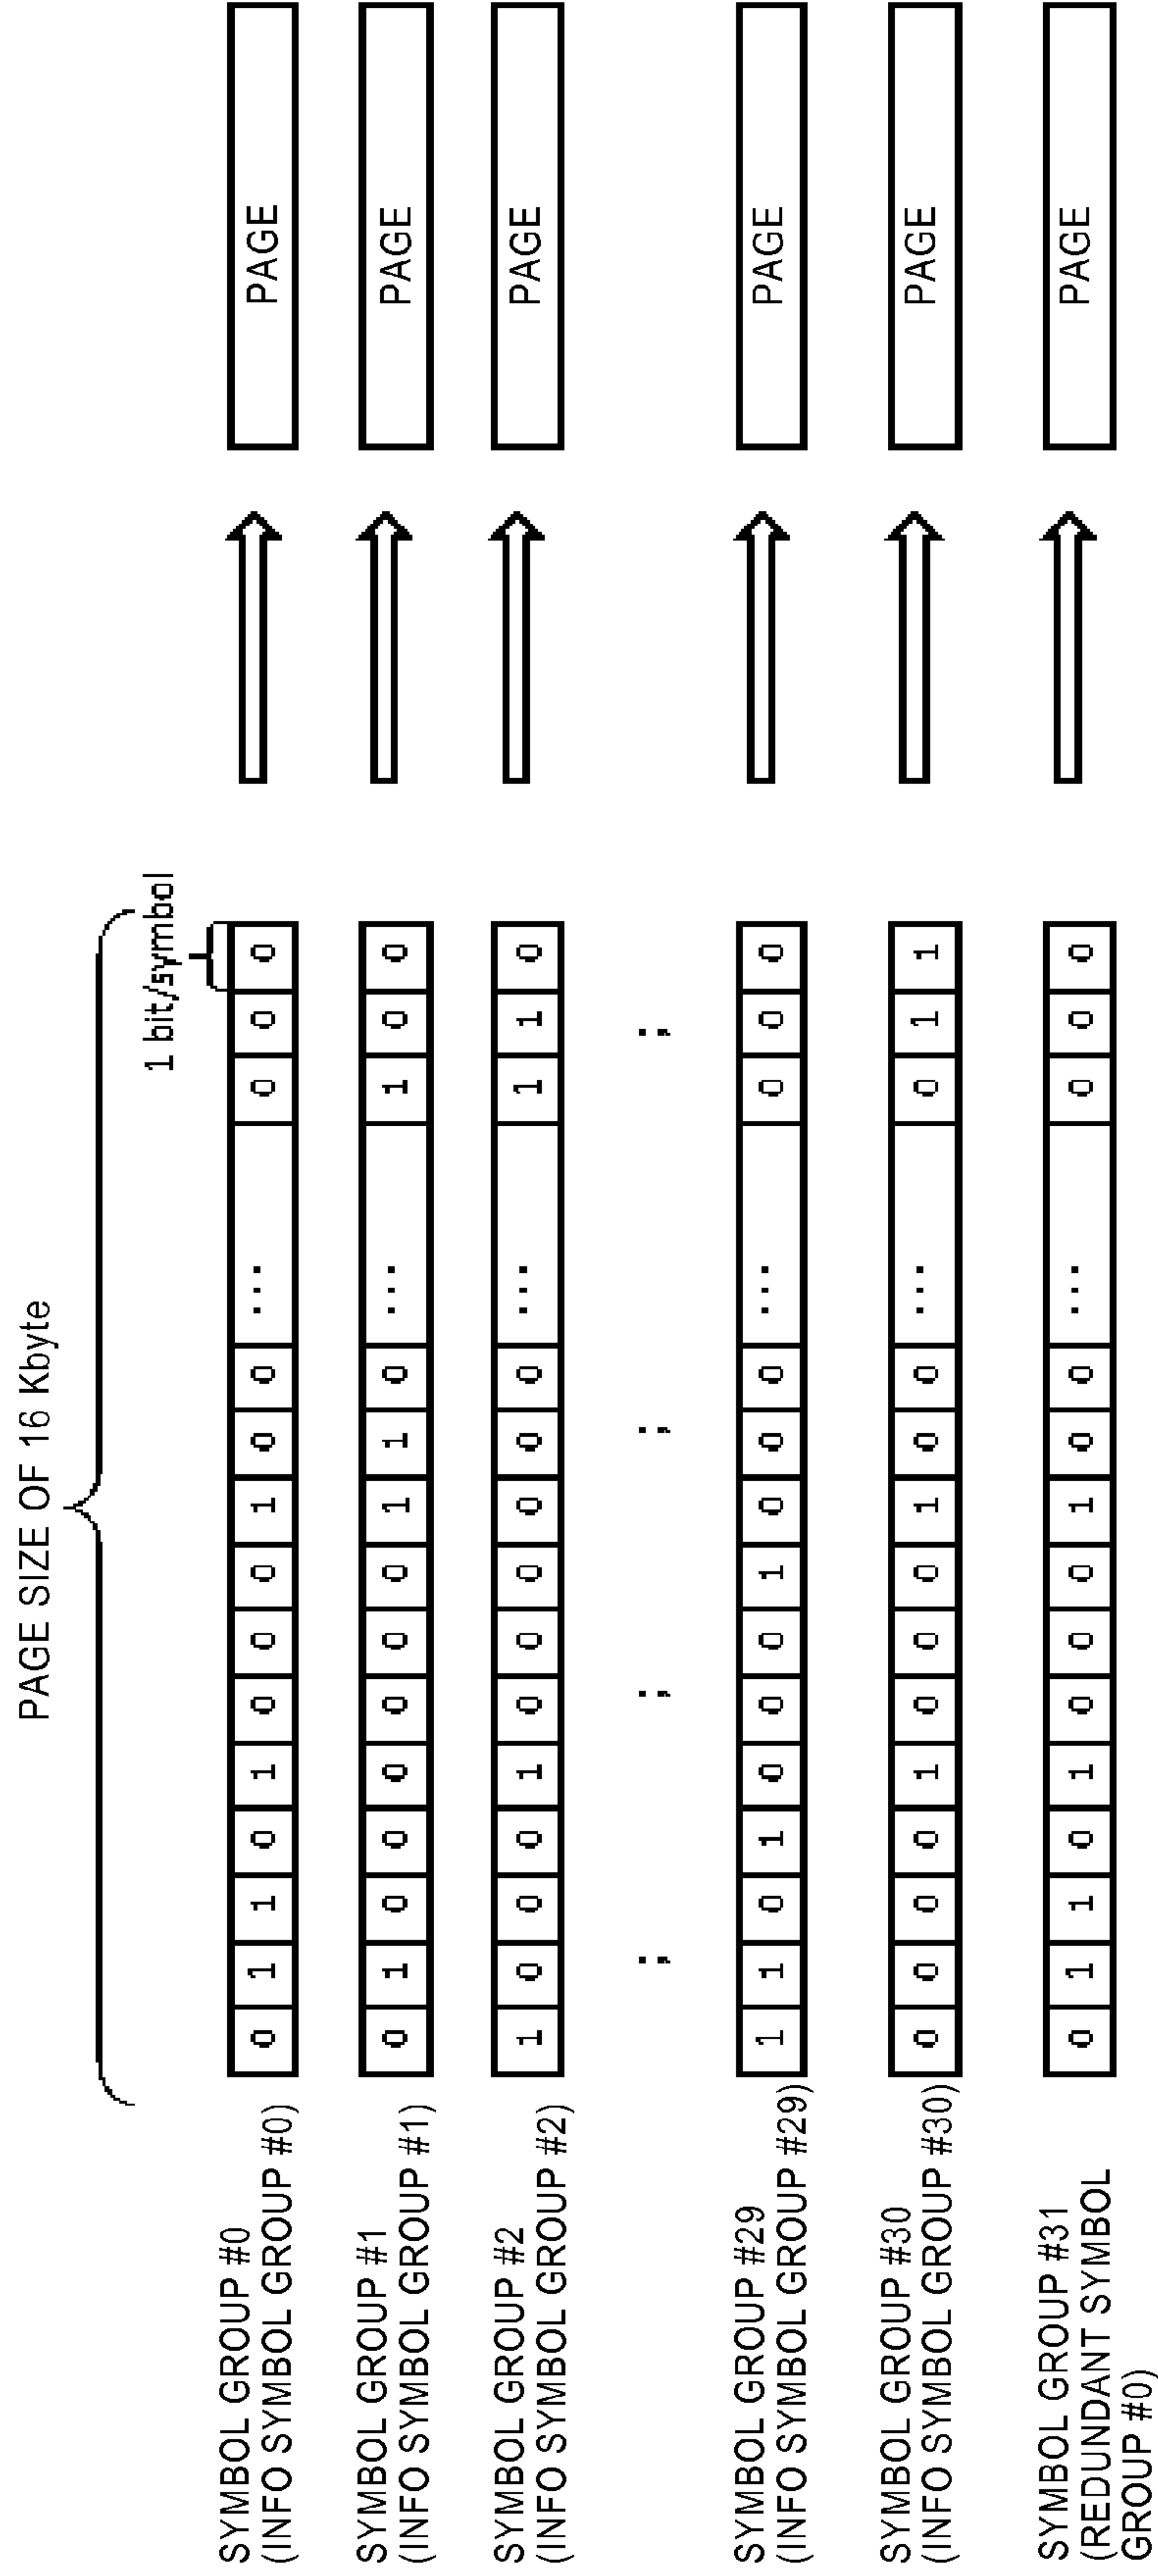 PAGE SIZE OF 16 Kbyte
1 bit/symbol
SYMBOL GROUP #0
(INFO SYMBOL GROUP #0)
0 1 1 0 1 0 0 0 1 0 0 ... 0 0 0
PAGE
SYMBOL GROUP #1
(INFO SYMBOL GROUP #1)
0 1 0 0 0 0 0 0 1 1 0 ... 1 0 0
PAGE
SYMBOL GROUP #2
(INFO SYMBOL GROUP #2)
1 0 0 0 1 0 0 0 0 0 0 ... 1 1 0
PAGE
: : : :
SYMBOL GROUP #29
(INFO SYMBOL GROUP #29)
1 1 0 1 0 0 0 1 0 0 0 ... 0 0 0
PAGE
SYMBOL GROUP #30
(INFO SYMBOL GROUP #30)
0 0 0 0 1 0 0 0 1 0 0 ... 0 1 1
PAGE
SYMBOL GROUP #31
(REDUNDANT SYMBOL
GROUP #0)
0 1 1 0 1 0 0 0 1 0 0 ... 0 0 0
PAGE